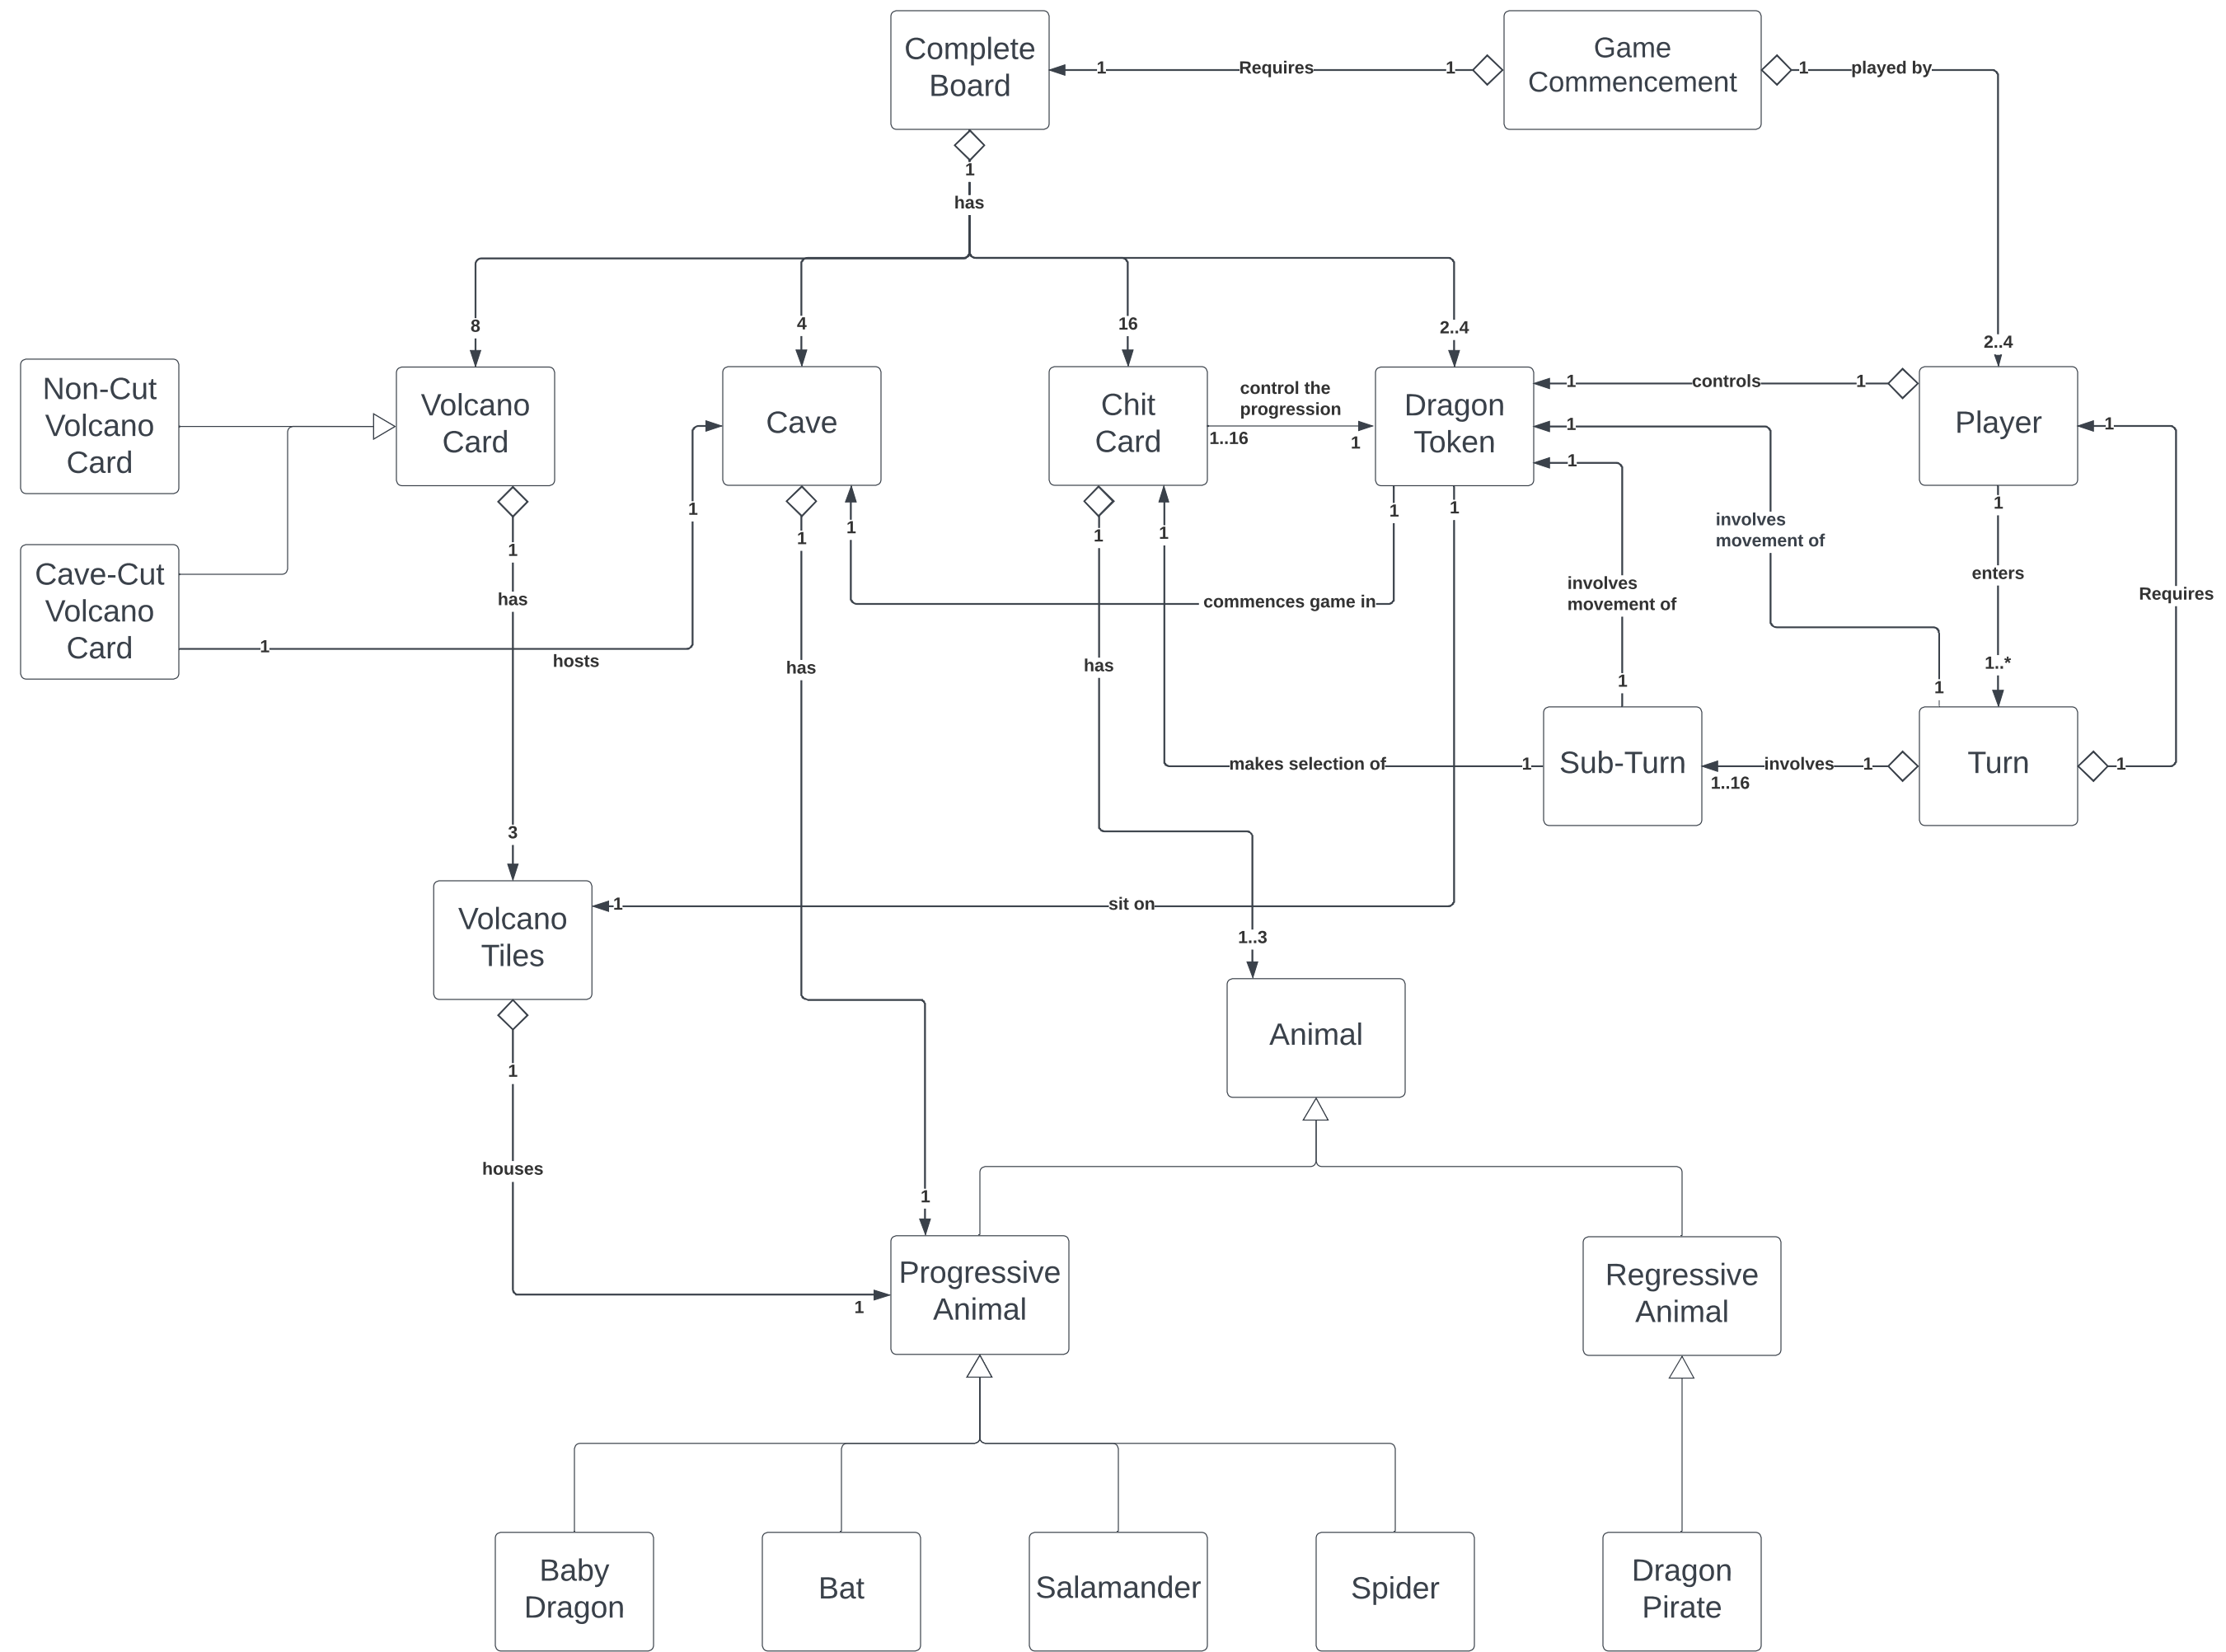 Complete
Board
1
Requires
1
Game
Commencement
1
played by
1
has
8
4
16
2..4
2..4
Non-Cut
Volcano
Card
Volcano
Card
Cave
Chit
Card
control the
progression
1..16
1
Dragon
Token
1
controls
1
1
1
Player
1
Cave-Cut
Volcano
Card
1
hosts
1
1
has
1
1
1
1
1
1
commences game in
involves
movement of
involves
movement of
1
enters
Requires
has
has
1
1
1..*
makes selection of
1
Sub-Turn
1..16
involves
1
Turn
1
3
Volcano
Tiles
1
sit on
1..3
Animal
1
houses
1
1
Progressive
Animal
Regressive
Animal
Baby
Dragon
Bat
Salamander
Spider
Dragon
Pirate